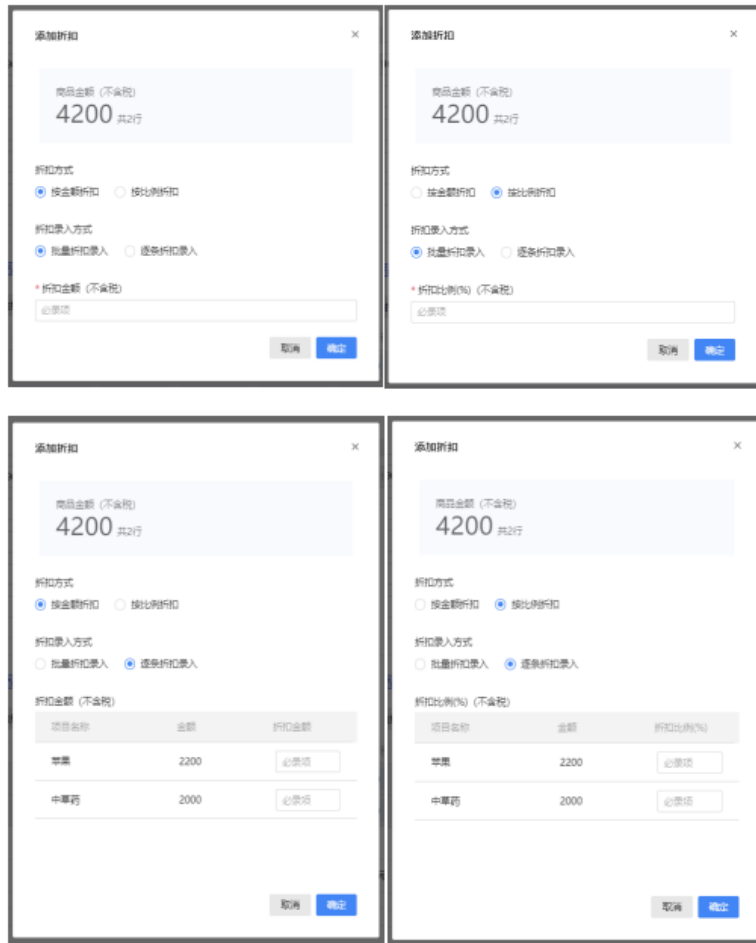 添加折扣 ×
商品金额（不含税）
4200 共2行
折扣方式
按金额折扣 按比例折扣
折扣录入方式
批量折扣录入 逐条折扣录入
* 折扣金额（不含税）
必录项
取消 确定
添加折扣 ×
商品金额（不含税）
4200 共2行
折扣方式
按金额折扣 按比例折扣
折扣录入方式
批量折扣录入 逐条折扣录入
* 折扣比例(%)（不含税）
必录项
取消 确定
添加折扣 ×
商品金额（不含税）
4200 共2行
折扣方式
按金额折扣 按比例折扣
折扣录入方式
批量折扣录入 逐条折扣录入
折扣金额（不含税）
项目名称 金额 折扣金额
苹果 2200 必录项
中草药 2000 必录项
取消 确定
添加折扣 ×
商品金额（不含税）
4200 共2行
折扣方式
按金额折扣 按比例折扣
折扣录入方式
批量折扣录入 逐条折扣录入
折扣比例(%)（不含税）
项目名称 金额 折扣比例(%)
苹果 2200 必录项
中草药 2000 必录项
取消 确定